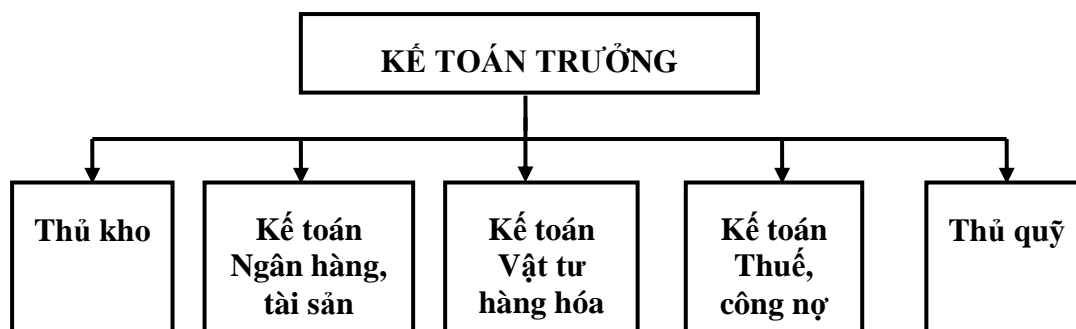 KẾ TOÁN TRƯỞNG
Thủ kho
Kế toán
Ngân hàng,
tài sản
Kế toán
Vật tư
hàng hóa
Kế toán
Thuế,
công nợ
Thủ quỹ